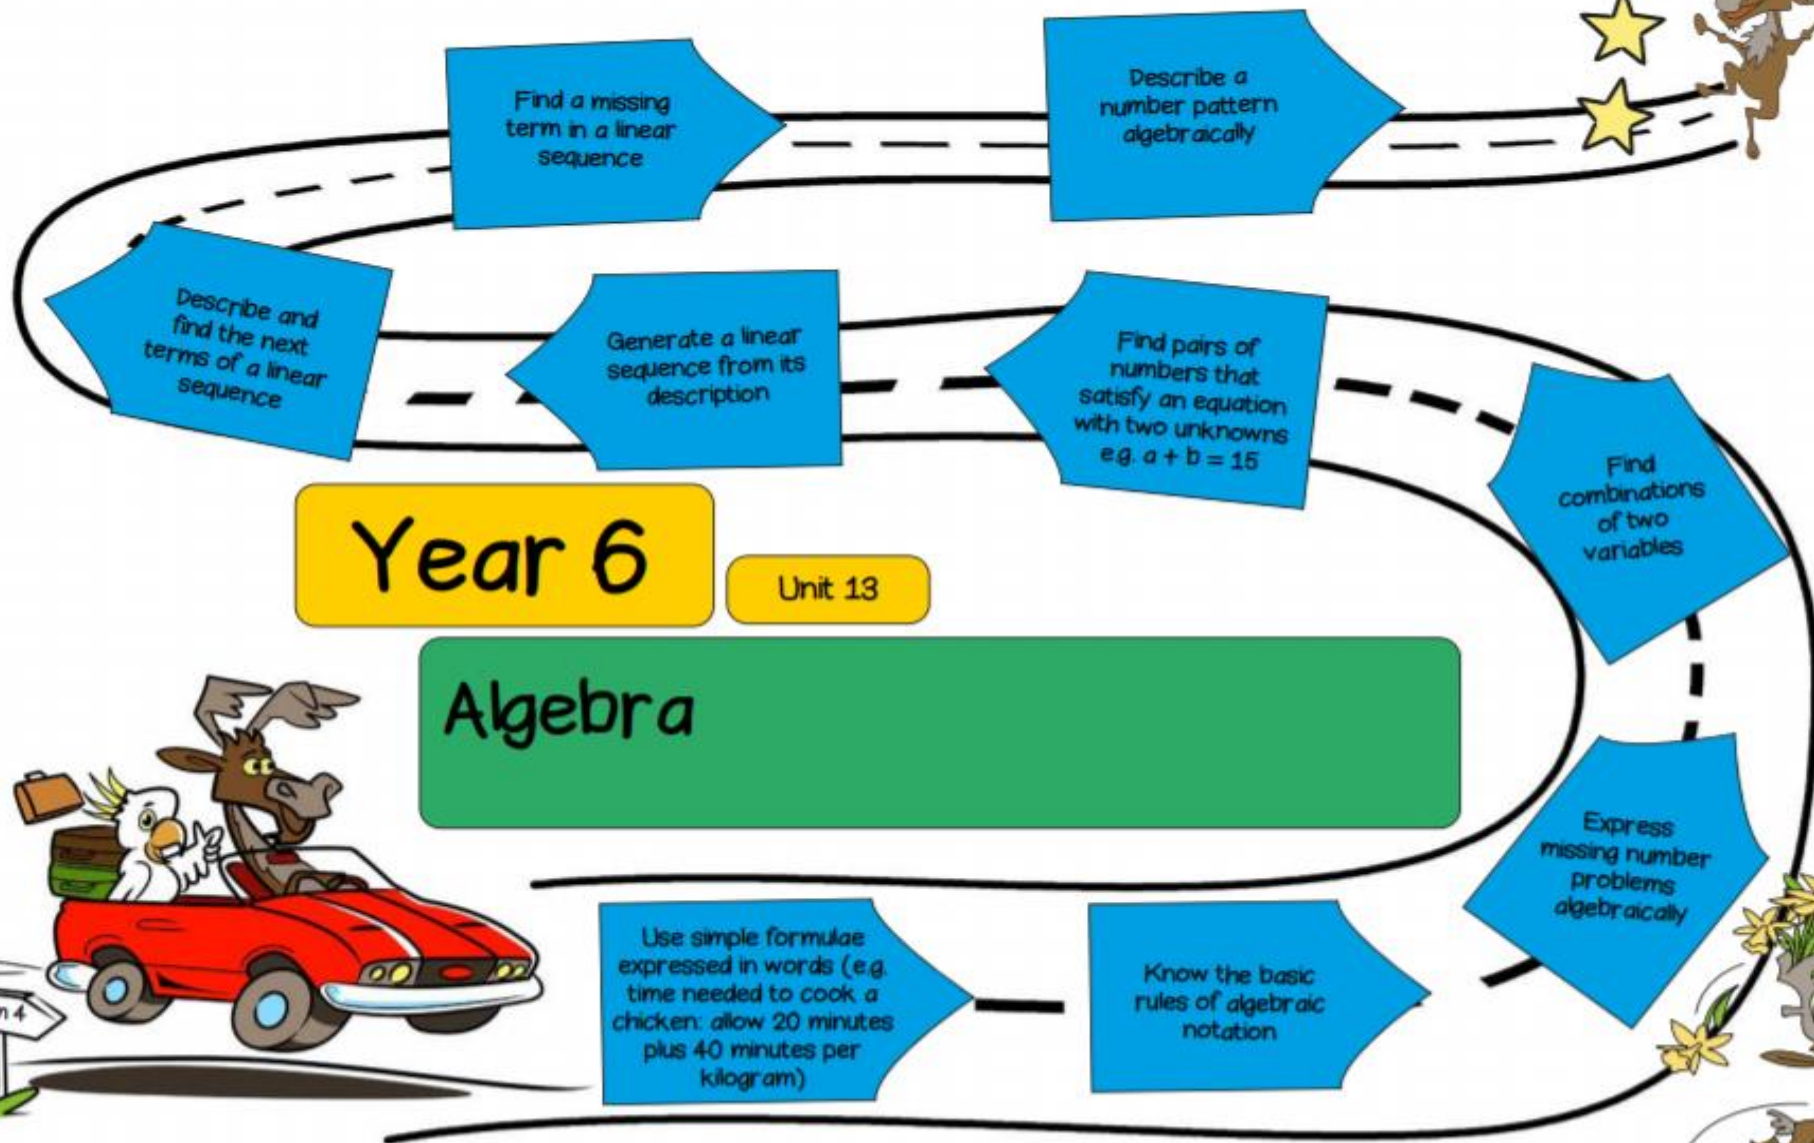 Find a missing
term in a linear
sequence
Describe a
number pattern
algebraically
Describe and
find the next
terms of a linear
sequence
Generate a linear
sequence from its
description
Find pairs of
numbers that
satisfy an equation
with two unknowns
e.g. a + b = 15
Find
combinations
of two
variables
Year 6
Unit 13
Algebra
Express
missing number
problems
algebraically
Use simple formulae
expressed in words (e.g.
time needed to cook a
chicken: allow 20 minutes
plus 40 minutes per
kilogram)
Know the basic
rules of algebraic
notation